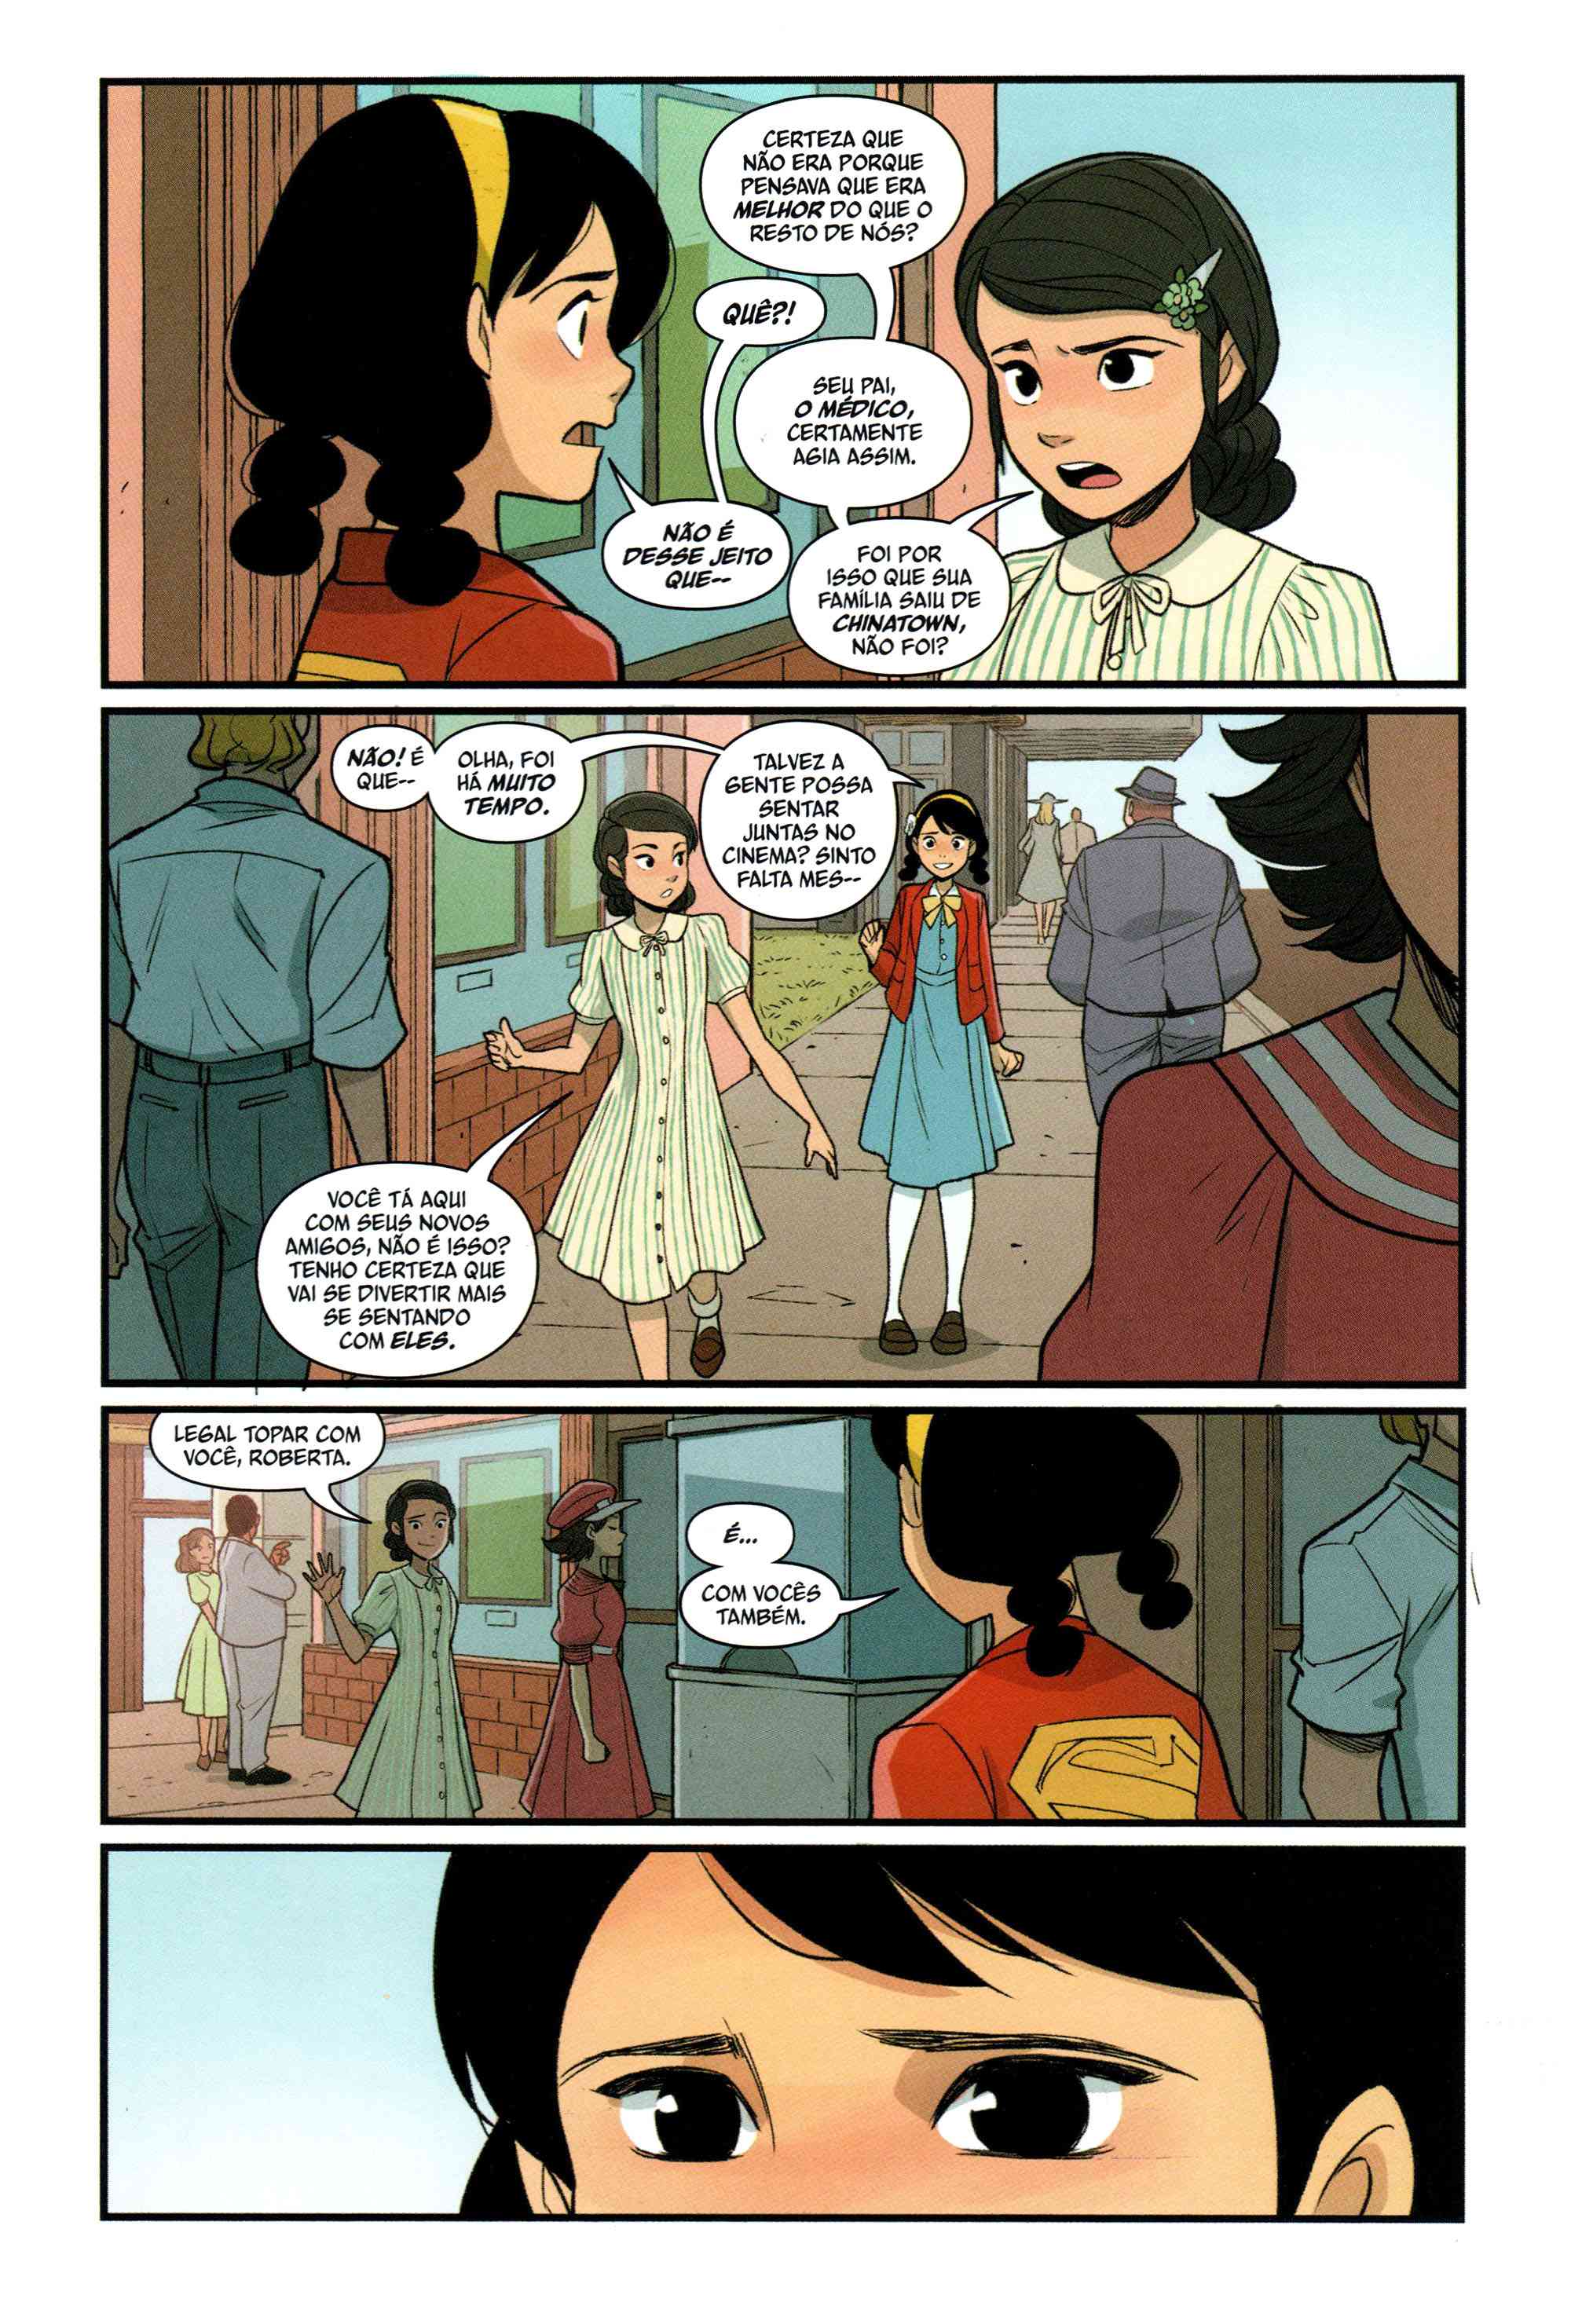 CERTEZA QUE
NÃO ERA PORQUE
PENSAVA QUE ERA
MELHOR DO QUE O
RESTO DE NÓS?
QUÊ?!
SEU PAI,
O MÉDICO,
CERTAMENTE
AGIA ASSIM.
NÃO É
DESSE JEITO
QUE--
FOI POR
ISSO QUE SUA
FAMÍLIA SAIU DE
CHINATOWN,
NÃO FOI?
NÃO! É
QUE--
OLHA, FOI
HÁ MUITO
TEMPO.
TALVEZ A
GENTE POSSA
SENTAR
JUNTAS NO
CINEMA? SINTO
FALTA MES--
VOCÊ TÁ AQUI
COM SEUS NOVOS
AMIGOS, NÃO É ISSO?
TENHO CERTEZA QUE
VAI SE DIVERTIR MAIS
SE SENTANDO
COM ELES.
LEGAL TOPAR COM
VOCÊ, ROBERTA.
É...
COM VOCÊS
TAMBÉM.